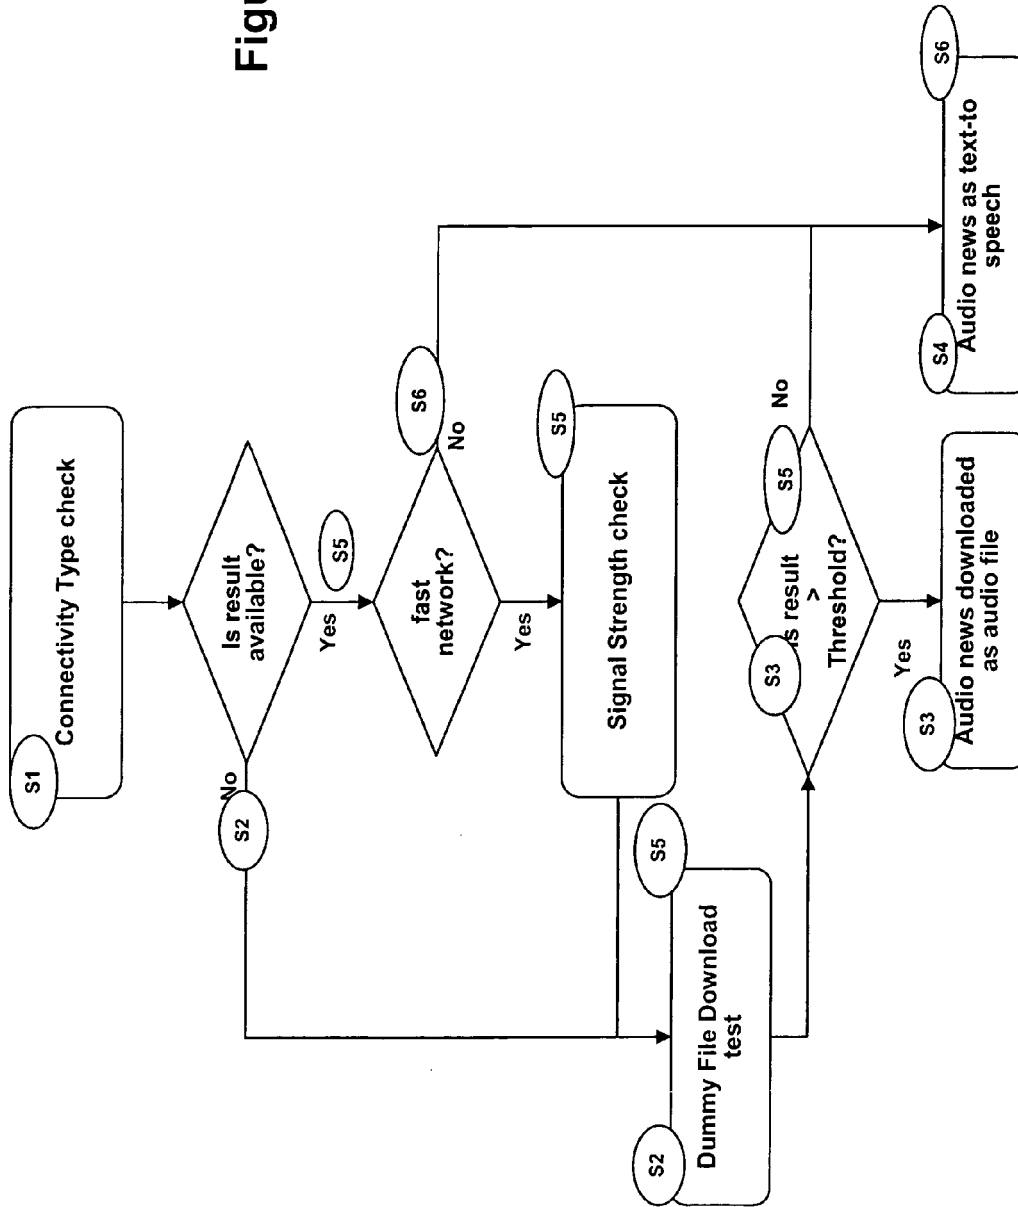 Figu
S1
Connectivity Type check
Is result
available?
No
S2
Yes
S5
fast
network?
S6
No
Yes
S5
Signal Strength check
S2
S5
Dummy File Download
test
S3
S5
is result
>
Threshold?
No
Yes
S3
Audio news downloaded
as audio file
S4
S6
Audio news as text-to
speech